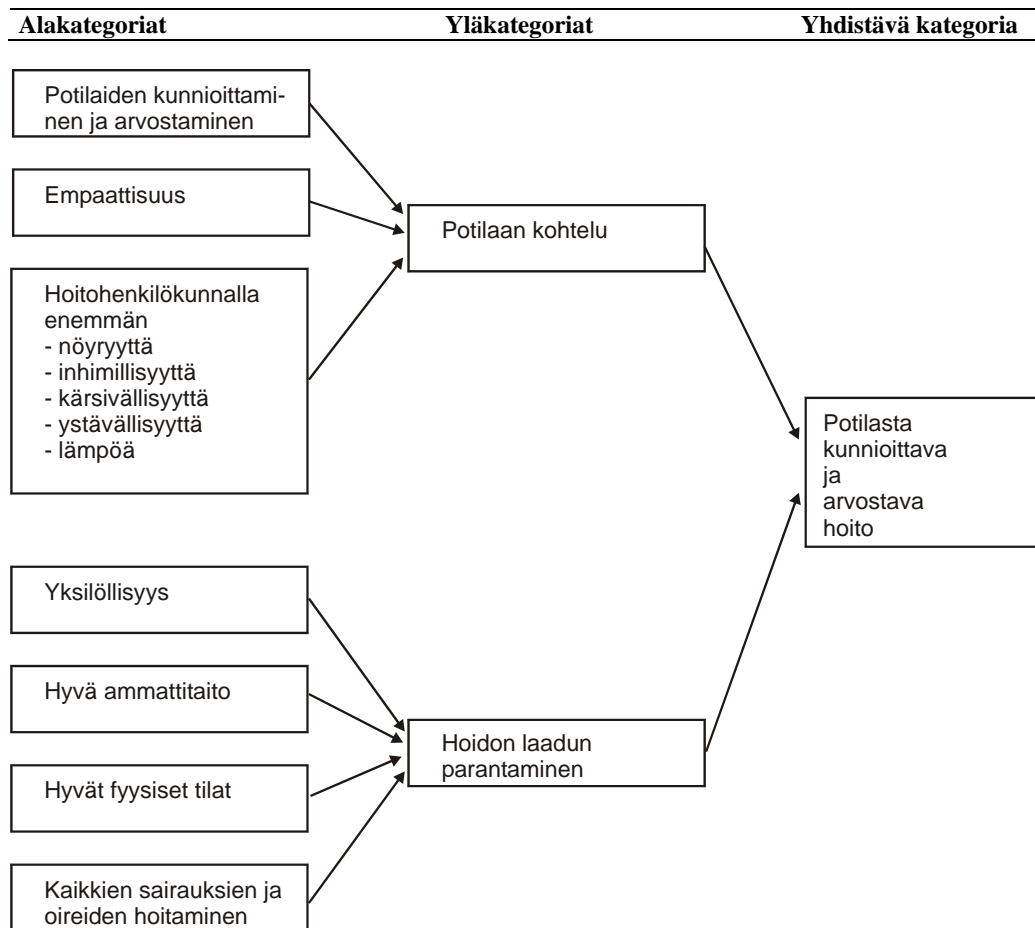 Alakategoriat Yläkategoriat Yhdistävä kategoria
Potilaiden kunnioittami-
nen ja arvostaminen
Empaattisuus
Potilaan kohtelu
Hoitohenkilökunnalla
enemmän
- nöyryyttä
- inhimillisyyttä
- kärsivällisyyttä
- ystävällisyyttä
- lämpöä
Potilasta
kunnioittava
ja
arvostava
hoito
Yksilöllisyys
Hyvä ammattitaito
Hoidon laadun
parantaminen
Hyvät fyysiset tilat
Kaikkien sairauksien ja
oireiden hoitaminen